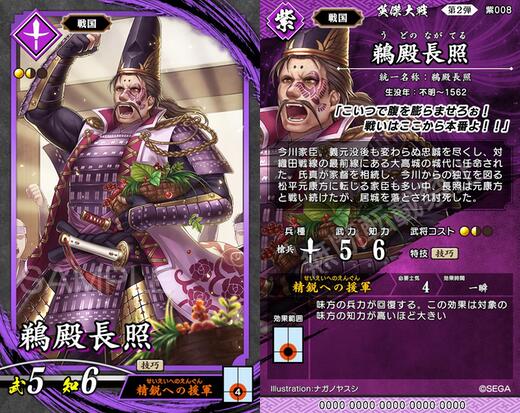 戦国
SAMPLE
鵜殿長照
技巧
武5 知6
せいえいへのえんぐん
精鋭への援軍
4
紫
戦国
英傑大戦
第2弾
紫008
うどのながてる
鵜殿長照
統一名称：鵜殿長照
生没年：不明～1562
「こいつで腹を膨らませろぉ！
戦いはここから本番よ！！」
今川家臣。義元没後も変わらぬ忠誠を尽くし、対
織田戦線の最前線にある大高城の城代に任命され
た。氏真が家督を相続し、今川からの独立を図る
松平元康方に転じる家臣も多い中、長照は元康方
と戦い続けたが、居城を落とされ討死した。
兵種 武力 知力 武将コスト
槍兵 5 6 特技 技巧
せいえいへのえんぐん
精鋭への援軍
必要士気 4
効果時間 一瞬
効果範囲
味方の兵力が回復する。この効果は対象の
味方の知力が高いほど大きい
Illustration:ナガノヤスシ
©SEGA
0000 0000 0000 0000 0000